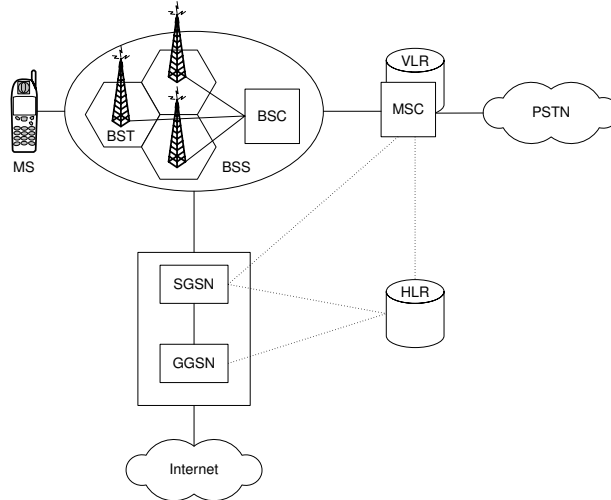 VLR
MSC
PSTN
BSC
BST
BSS
MS
SGSN
HLR
GGSN
Internet